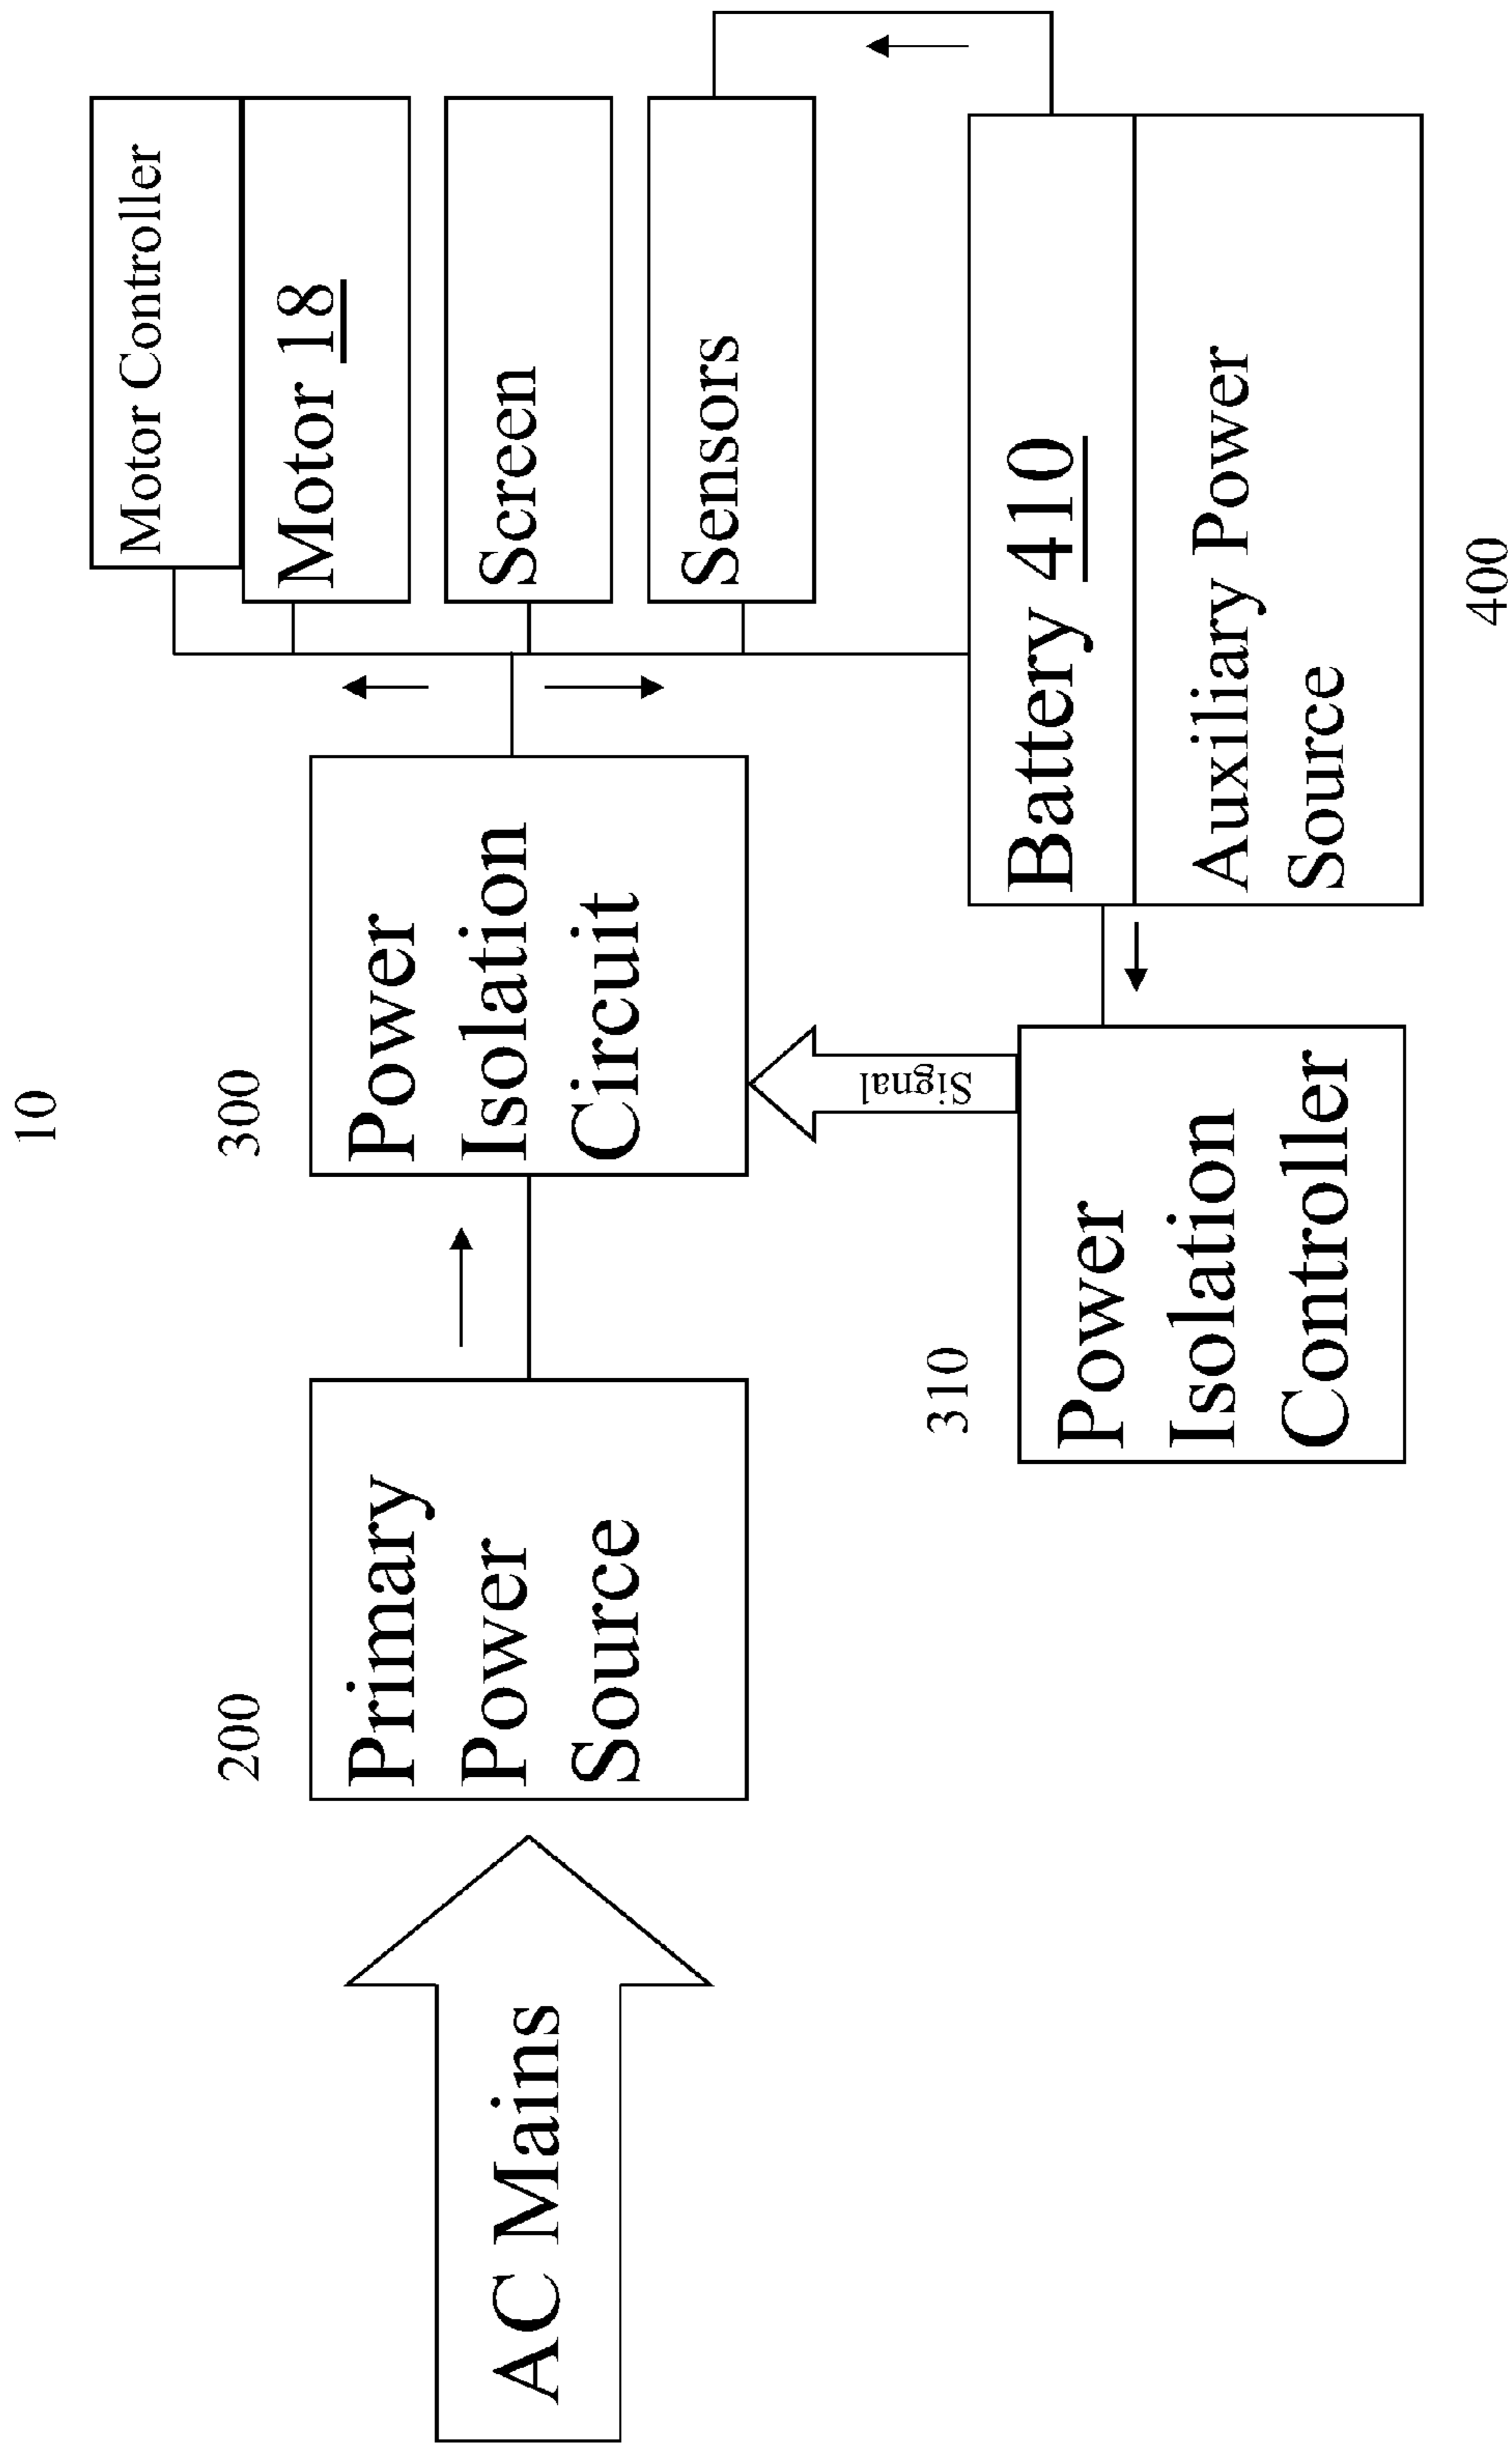 10
AC Mains
200
Primary
Power
Source
300
Power
Isolation
Circuit
Motor Controller
Motor 18
Screen
Sensors
Signal
310
Power
Isolation
Controller
Battery 410
Auxiliary Power
Source
400